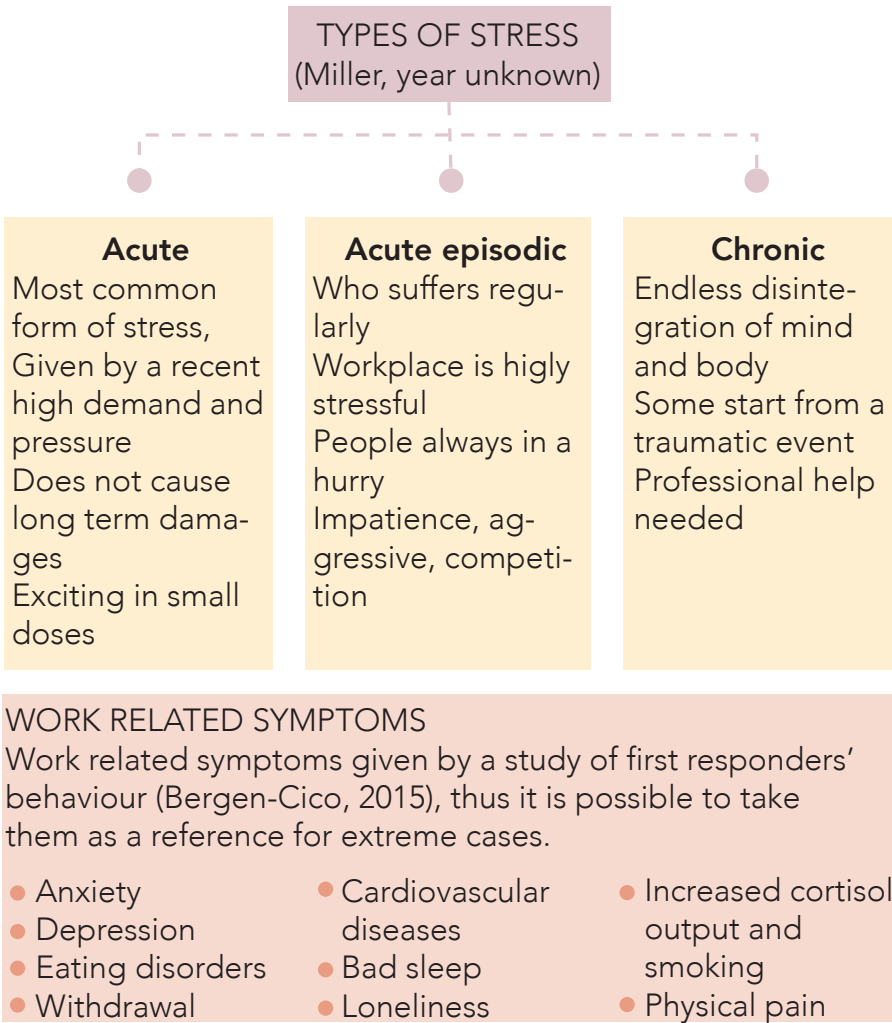 TYPES OF STRESS
(Miller, year unknown)
Acute
Most common
form of stress,
Given by a recent
high demand and
pressure
Does not cause
long term dama-
ges
Exciting in small
doses
Acute episodic
Who suffers regu-
larly
Workplace is higly
stressful
People always in a
hurry
Impatience, ag-
gressive, competi-
tion
Chronic
Endless disinte-
gration of mind
and body
Some start from a
traumatic event
Professional help
needed
WORK RELATED SYMPTOMS
Work related symptoms given by a study of first responders’
behaviour (Bergen-Cico, 2015), thus it is possible to take
them as a reference for extreme cases.
● Anxiety
● Depression
● Eating disorders
● Withdrawal
● Cardiovascular
diseases
● Bad sleep
● Loneliness
● Increased cortisol
output and
smoking
● Physical pain